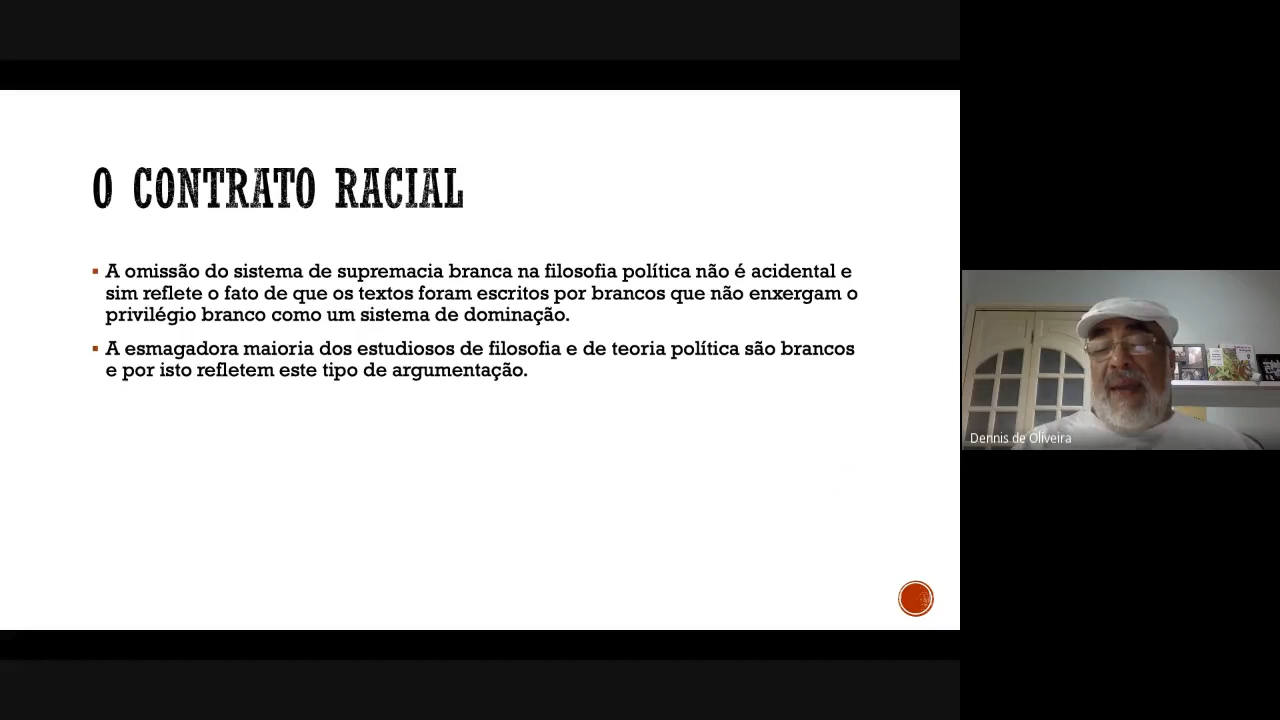 O CONTRATO RACIAL
A omissão do sistema de supremacia branca na filosofia política não é acidental e
sim reflete o fato de que os textos foram escritos por brancos que não enxergam o
privilégio branco como um sistema de dominação.
A esmagadora maioria dos estudiosos de filosofia e de teoria política são brancos
e por isto refletem este tipo de argumentação.
Dennis de Oliveira